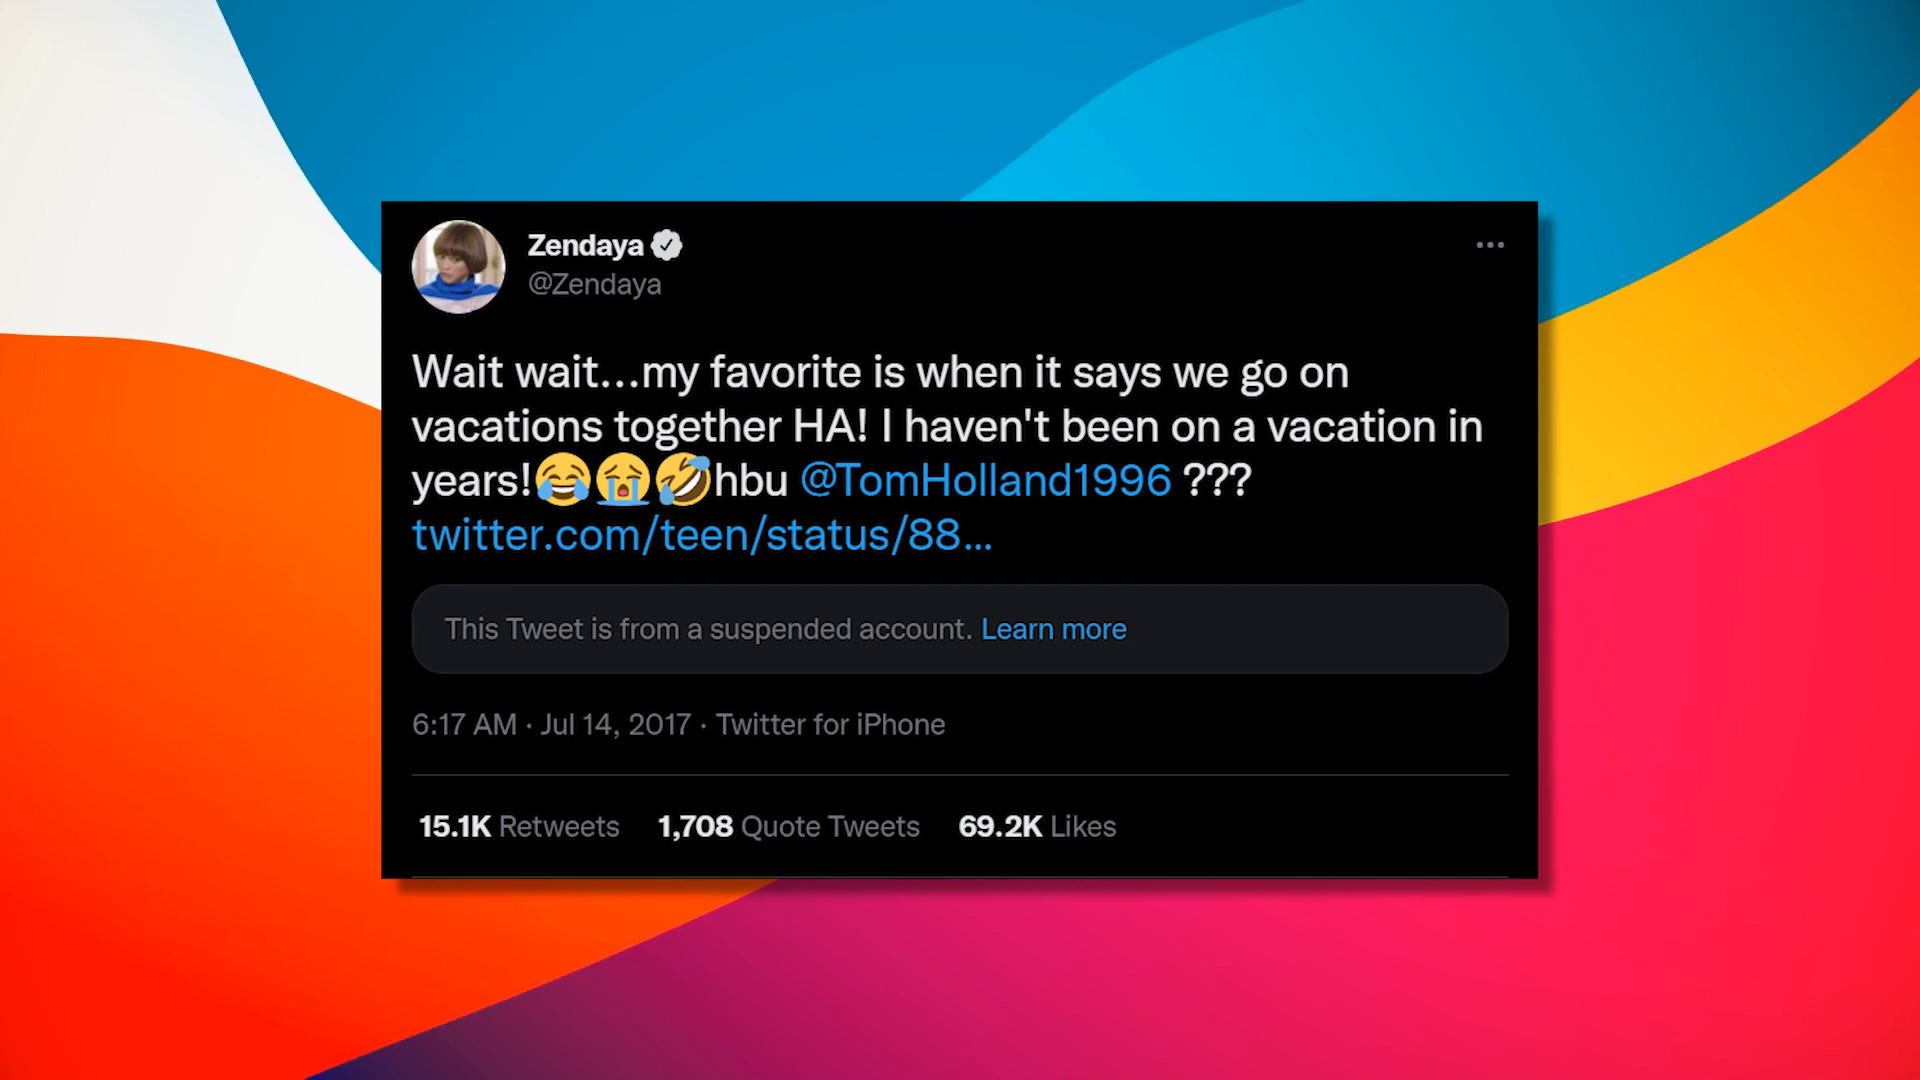 Zendaya
@Zendaya
Wait wait...my favorite is when it says we go on
vacations together HA! I haven't been on a vacation in
years!😂😭🤣hbu @TomHolland1996 ???
twitter.com/teen/status/88...
This Tweet is from a suspended account. Learn more
6:17 AM · Jul 14, 2017 · Twitter for iPhone
15.1K Retweets 1,708 Quote Tweets 69.2K Likes